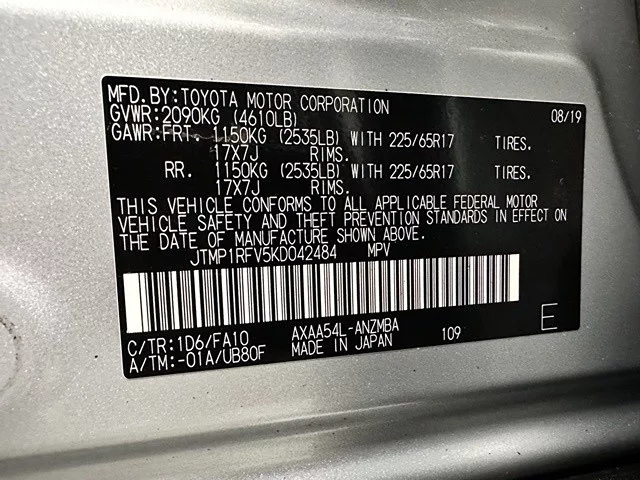 MFD.BY:TOYOTA MOTOR CORPORATION 08/19
GVWR:2090KG (4610LB)
GAWR:FRT. 1150KG (2535LB) WITH 225/65R17 TIRES.
17X7J RIMS.
RR. 1150KG (2535LB) WITH 225/65R17 TIRES.
17X7J RIMS.
THIS VEHICLE CONFORMS TO ALL APPLICABLE FEDERAL MOTOR
VEHICLE SAFETY AND THEFT PREVENTION STANDARDS IN EFFECT ON
THE DATE OF MANUFACTURE SHOWN ABOVE.
JTMP1RFV5KD042484 MPV
C/TR:1D6/FA10 AXAA54L-ANZMBA 109 E
A/TM:-01A/UB80F MADE IN JAPAN